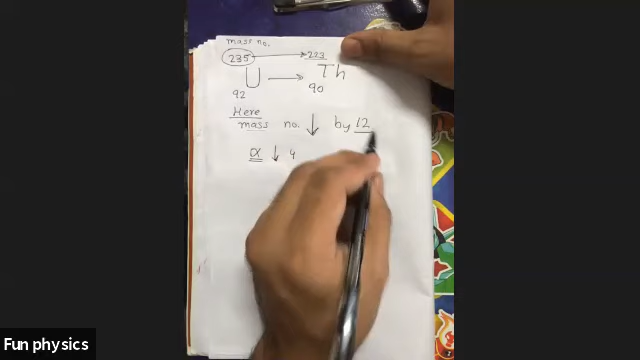 mass no.
235 → 223
U → Th
92 90
Here
mass no. ↓ by 12
α ↓ 4
Fun physics